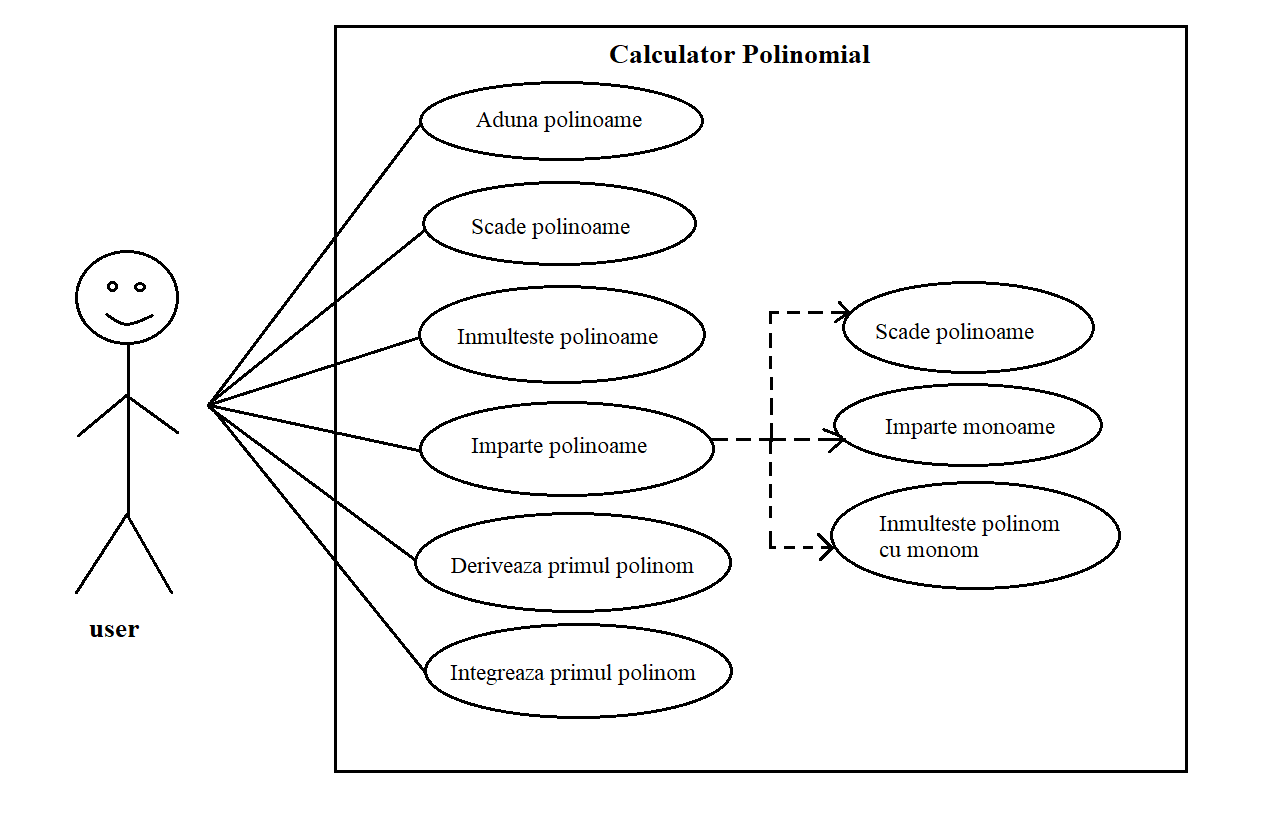 Calculator Polinomial
Aduna polinoame
Scade polinoame
Inmulteste polinoame
Imparte polinoame
Deriveaza primul polinom
Integreaza primul polinom
Scade polinoame
Imparte monoame
Inmulteste polinom
cu monom
user